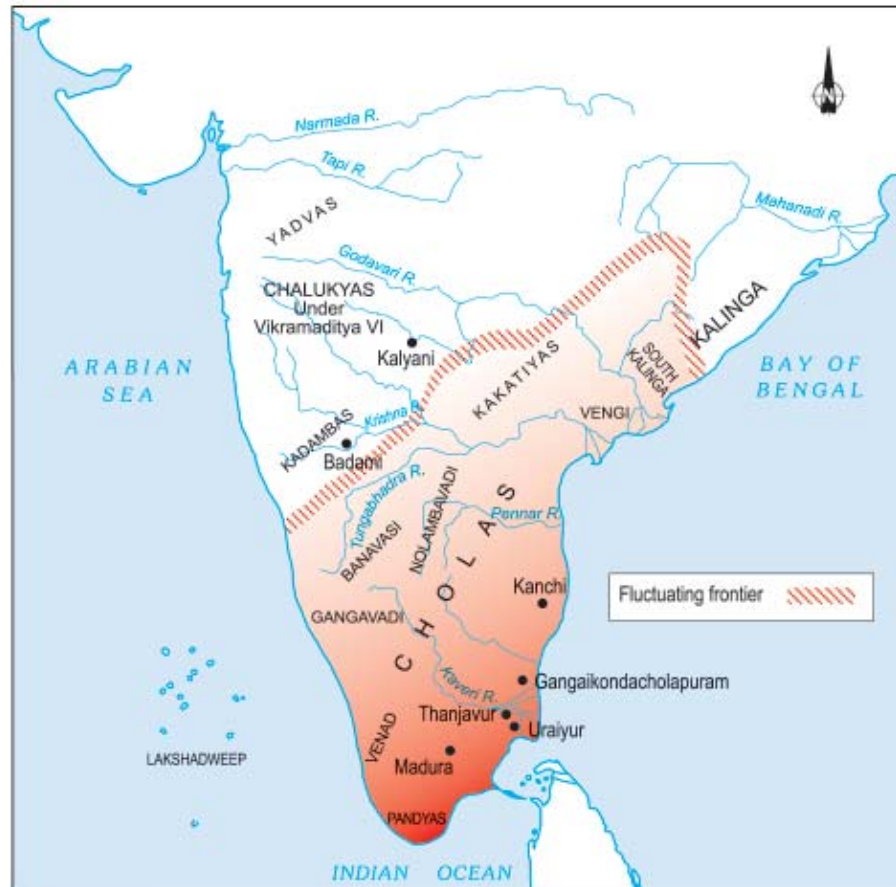 N
Narmada R.
Tapi R.
Mahanadi R.
YADVAS
Godavari R.
CHALUKYAS
Under
Vikramaditya VI
Kalyani
KALINGA
ARABIAN
SEA
BAY OF
BENGAL
KAKATIYAS
SOUTH
KALINGA
VENGI
Krishna R.
KADAMBAS
Badami
Tungabhadra R.
NOLAMBAVADI
Pennar R.
BANAVASI
CHOLAS
Kanchi
Fluctuating frontier
GANGAVADI
Kaveri R.
Gangaikondacholapuram
Thanjavur
Uraiyur
VENAD
Madura
LAKSHADWEEP
PANDYAS
INDIAN OCEAN